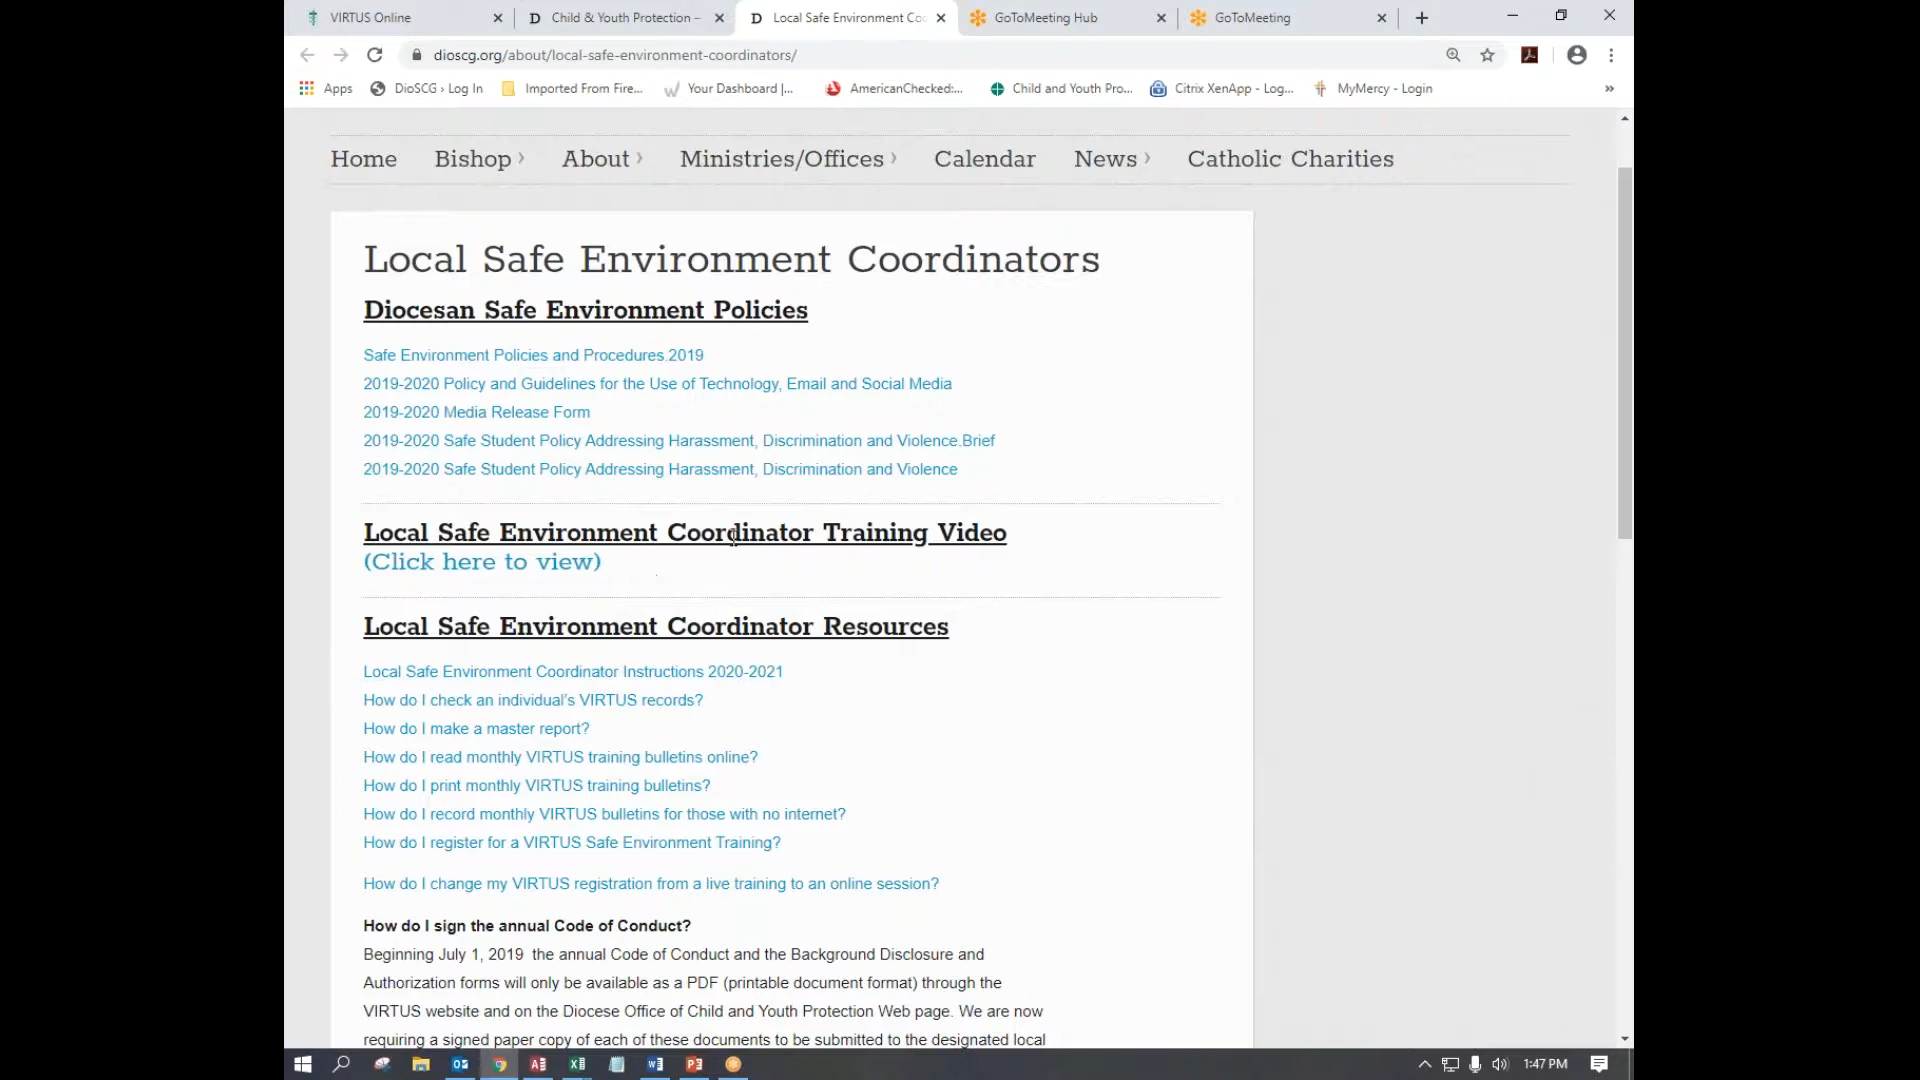 VIRTUS Online
Child & Youth Protection –
Local Safe Environment Co
GoToMeeting Hub
GoToMeeting
dioscg.org/about/local-safe-environment-coordinators/
Apps
DioSCG › Log In
Imported From Fire...
Your Dashboard |...
AmericanChecked:...
Child and Youth Pro...
Citrix XenApp - Log...
MyMercy - Login
»
Home
Bishop ›
About ›
Ministries/Offices ›
Calendar
News ›
Catholic Charities
Local Safe Environment Coordinators
Diocesan Safe Environment Policies
Safe Environment Policies and Procedures.2019
2019-2020 Policy and Guidelines for the Use of Technology, Email and Social Media
2019-2020 Media Release Form
2019-2020 Safe Student Policy Addressing Harassment, Discrimination and Violence.Brief
2019-2020 Safe Student Policy Addressing Harassment, Discrimination and Violence
Local Safe Environment Coordinator Training Video
(Click here to view)
Local Safe Environment Coordinator Resources
Local Safe Environment Coordinator Instructions 2020-2021
How do I check an individual's VIRTUS records?
How do I make a master report?
How do I read monthly VIRTUS training bulletins online?
How do I print monthly VIRTUS training bulletins?
How do I record monthly VIRTUS bulletins for those with no internet?
How do I register for a VIRTUS Safe Environment Training?
How do I change my VIRTUS registration from a live training to an online session?
How do I sign the annual Code of Conduct?
Beginning July 1, 2019 the annual Code of Conduct and the Background Disclosure and
Authorization forms will only be available as a PDF (printable document format) through the
VIRTUS website and on the Diocese Office of Child and Youth Protection Web page. We are now
requiring a signed paper copy of each of these documents to be submitted to the designated local
1:47 PM